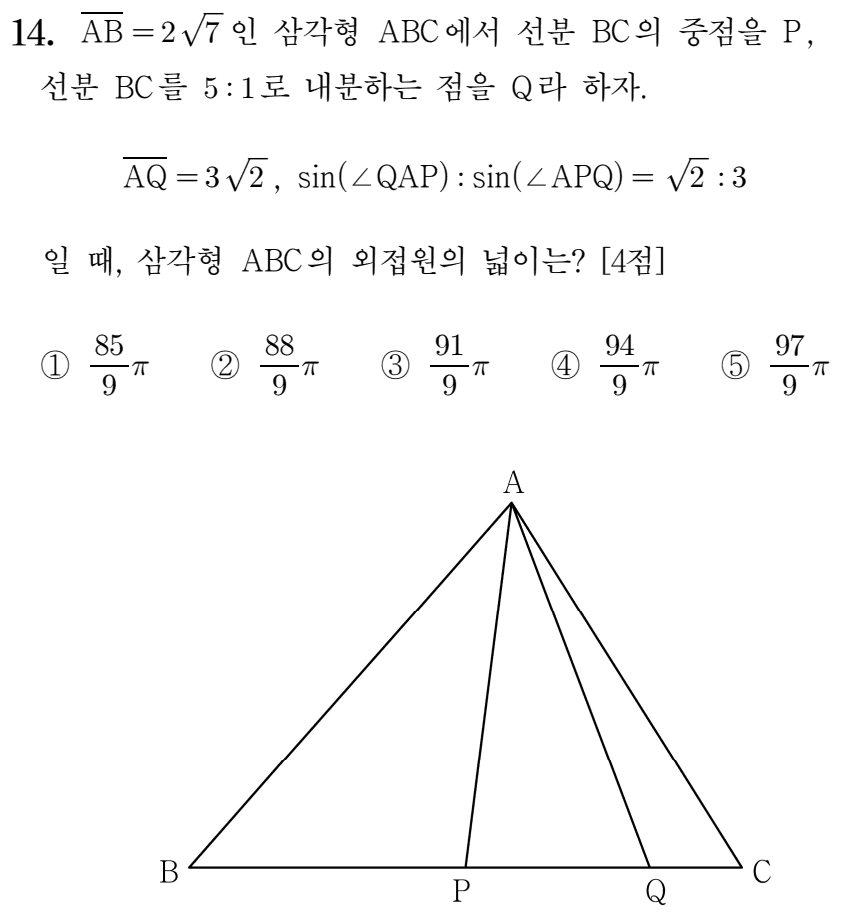 14. AB = 2√7 인 삼각형 ABC에서 선분 BC의 중점을 P,
선분 BC를 5 : 1로 내분하는 점을 Q라 하자.
AQ = 3√2, sin(∠QAP) : sin(∠APQ) = √2 : 3
일 때, 삼각형 ABC의 외접원의 넓이는? [4점]
① 85/9 π ② 88/9 π ③ 91/9 π ④ 94/9 π ⑤ 97/9 π
A
B P Q C